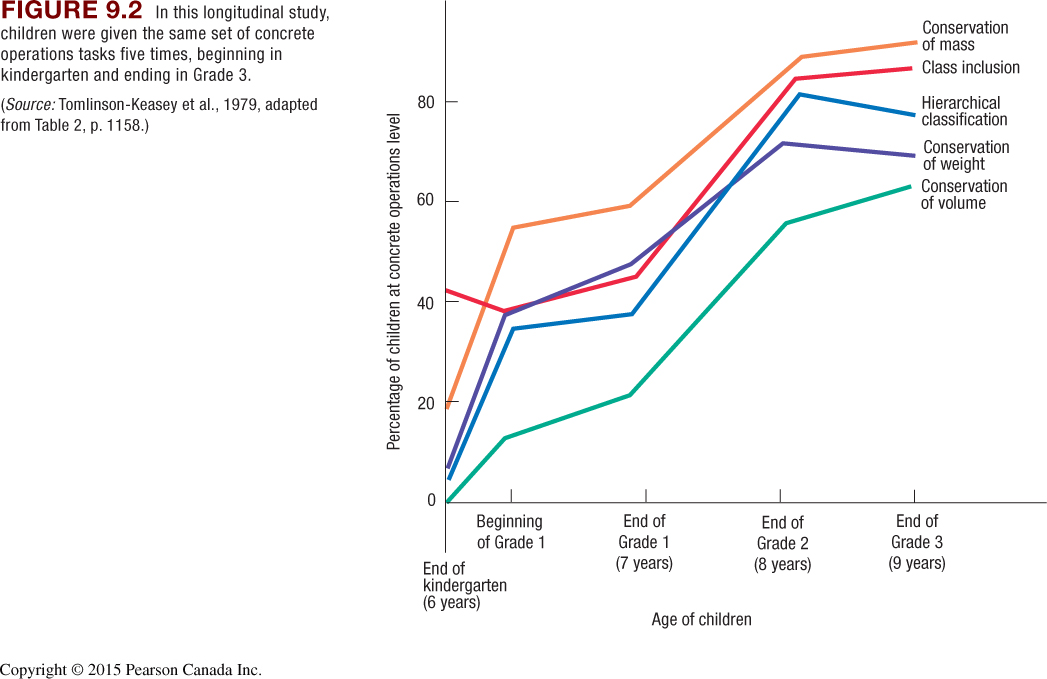 FIGURE 9.2 In this longitudinal study,
children were given the same set of concrete
operations tasks five times, beginning in
kindergarten and ending in Grade 3.
(Source: Tomlinson-Keasey et al., 1979, adapted
from Table 2, p. 1158.)
Percentage of children at concrete operations level
80
60
40
20
0
Conservation
of mass
Class inclusion
Hierarchical
classification
Conservation
of weight
Conservation
of volume
End of
kindergarten
(6 years)
Beginning
of Grade 1
End of
Grade 1
(7 years)
End of
Grade 2
(8 years)
End of
Grade 3
(9 years)
Age of children
Copyright © 2015 Pearson Canada Inc.